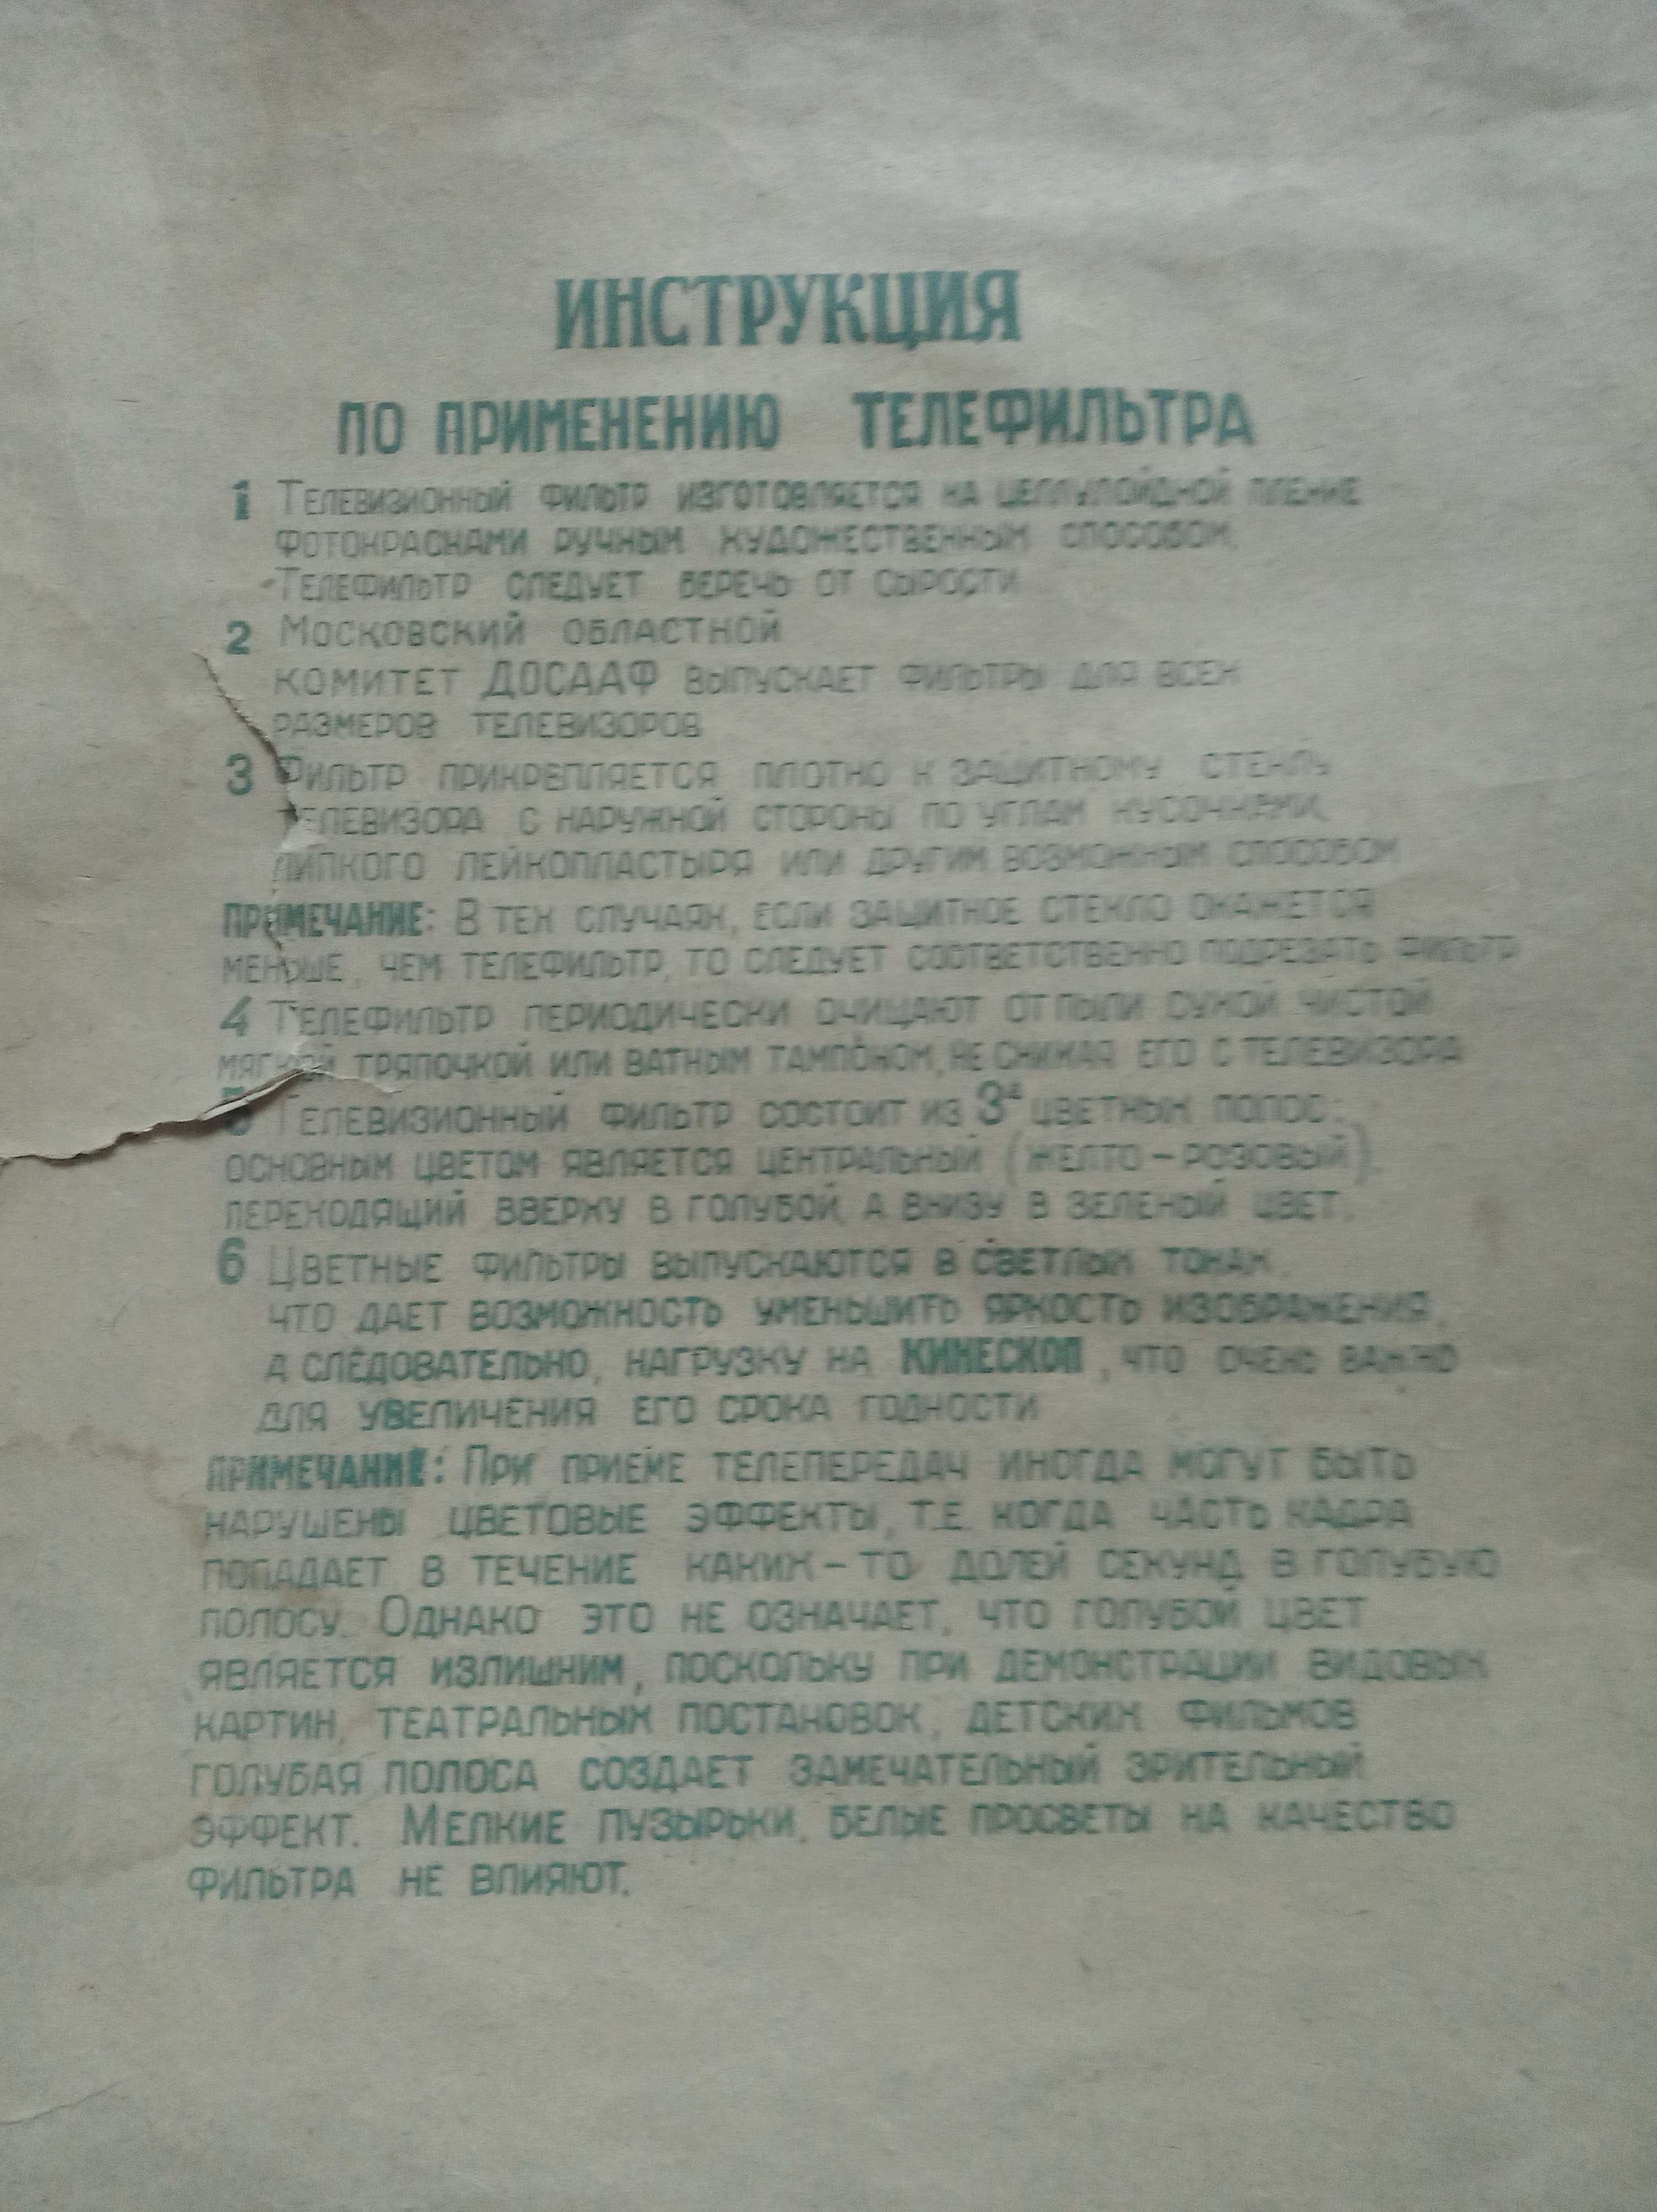 ИНСТРУКЦИЯ
ПО ПРИМЕНЕНИЮ ТЕЛЕФИЛЬТРА
1 Телевизионный фильтр изготовляется на целлулойдной пленке
фотокрасками ручным художественным способом.
Телефильтр следует беречь от сырости
2 Московский областной
комитет ДОСААФ выпускает фильтры для всех
размеров телевизоров
3 Фильтр прикрепляется плотно к защитному стеклу
телевизора с наружной стороны по углам кусочками
липкого лейкопластыря или другим возможным способом
ПРИМЕЧАНИЕ: В тех случаях, если защитное стекло окажется
меньше, чем телефильтр, то следует соответственно подрезать фильтр
4 Телефильтр периодически очищают от пыли сухой чистой
мягкой тряпочкой или ватным тампоном, не снимая его с телевизора
5 Телевизионный фильтр состоит из 3х цветных полос:
основным цветом является центральный (желто-розовый),
переходящий вверху в голубой, а внизу в зеленый цвет.
6 Цветные фильтры выпускаются в светлых тонах,
что дает возможность уменьшить яркость изображения,
а следовательно, нагрузку на КИНЕСКОП, что очень важно
для увеличения его срока годности
ПРИМЕЧАНИЕ: При приеме телепередач иногда могут быть
нарушены цветовые эффекты, т.е. когда часть кадра
попадает в течение каких-то долей секунд в голубую
полосу. Однако это не означает, что голубой цвет
является излишним, поскольку при демонстрации видовых
картин, театральных постановок, детских фильмов
голубая полоса создает замечательный зрительный
эффект. Мелкие пузырьки, белые просветы на качество
фильтра не влияют.